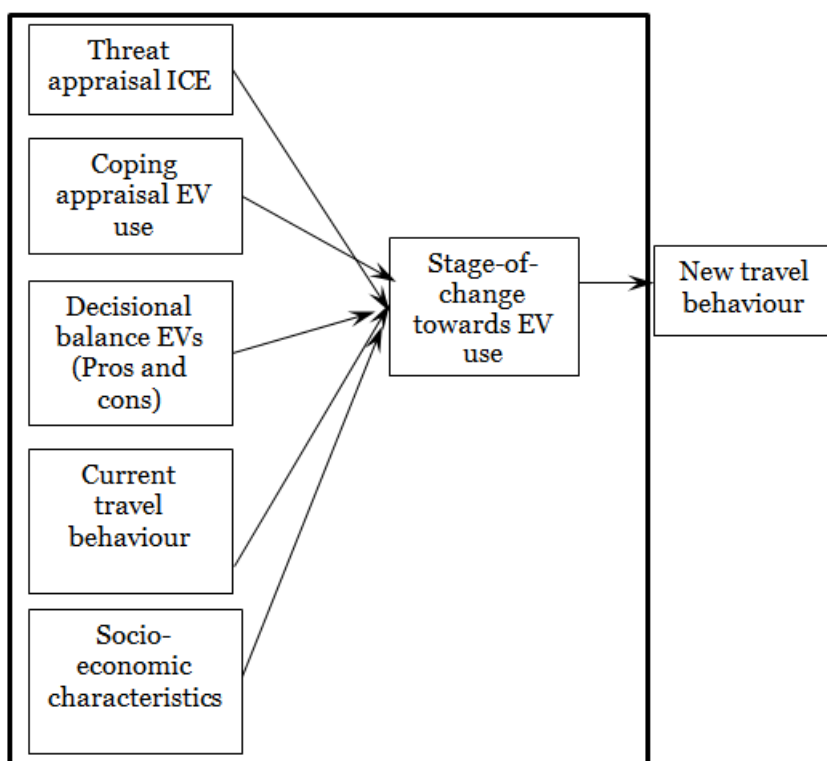 Threat
appraisal ICE
Coping
appraisal EV
use
Decisional
balance EVs
(Pros and
cons)
Current
travel
behaviour
Socio-
economic
characteristics
Stage-of-
change
towards EV
use
New travel
behaviour